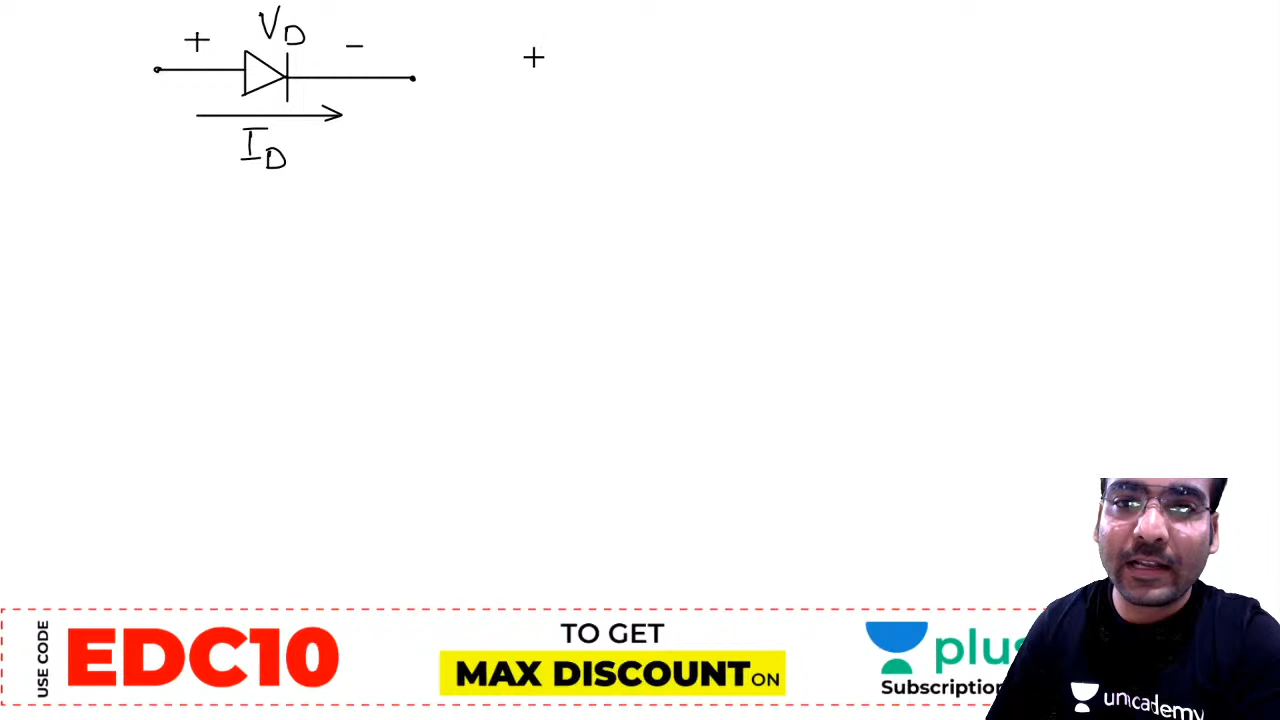 + V_D - +
I_D
USE CODE
EDC10
TO GET
MAX DISCOUNT ON
plus
Subscription
unacademy